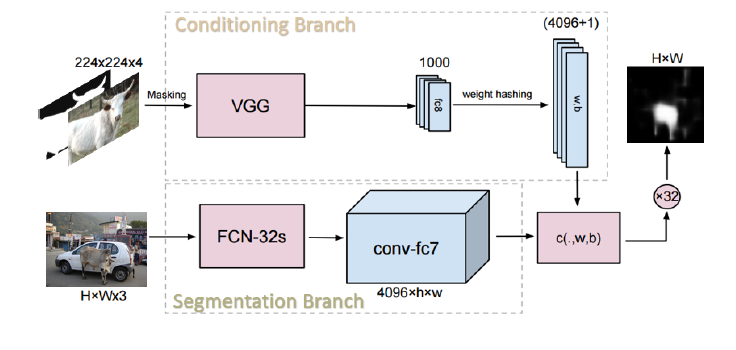 Conditioning Branch
(4096+1)
224x224x4
1000
H×W
Masking
VGG
fc8
weight hashing
w,b
×32
FCN-32s
conv-fc7
c(.,w,b)
H×Wx3
4096×h×w
Segmentation Branch